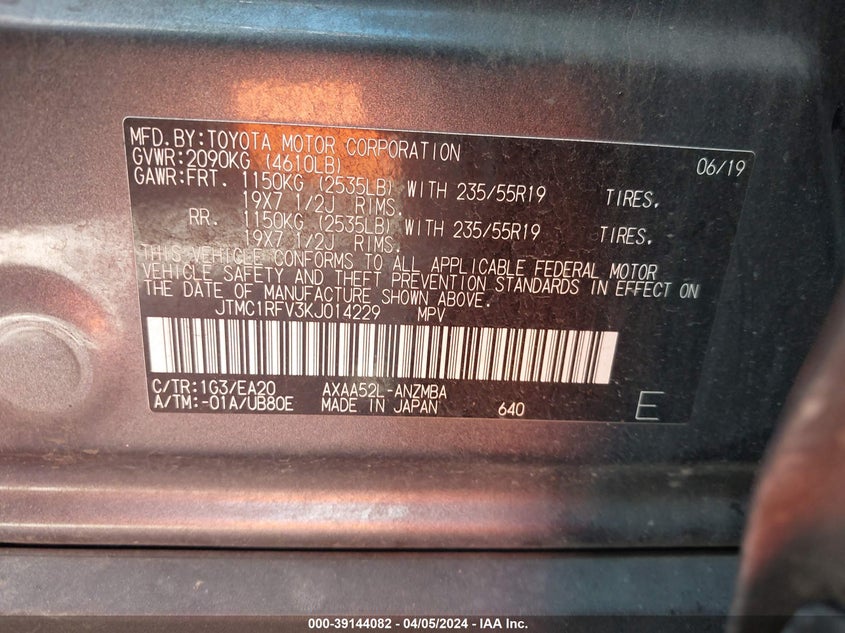 MFD.BY:TOYOTA MOTOR CORPORATION 06/19
GVWR:2090KG (4610LB)
GAWR:FRT. 1150KG (2535LB) WITH 235/55R19 TIRES.
19X7 1/2J RIMS.
RR. 1150KG (2535LB) WITH 235/55R19 TIRES.
19X7 1/2J RIMS.
THIS VEHICLE CONFORMS TO ALL APPLICABLE FEDERAL MOTOR
VEHICLE SAFETY AND THEFT PREVENTION STANDARDS IN EFFECT ON
THE DATE OF MANUFACTURE SHOWN ABOVE.
JTMC1RFV3KJ014229 MPV
C/TR:1G3/EA20 AXAA52L-ANZMBA
A/TM:-01A/UB80E MADE IN JAPAN 640 E
000-39144082 - 04/05/2024 - IAA Inc.